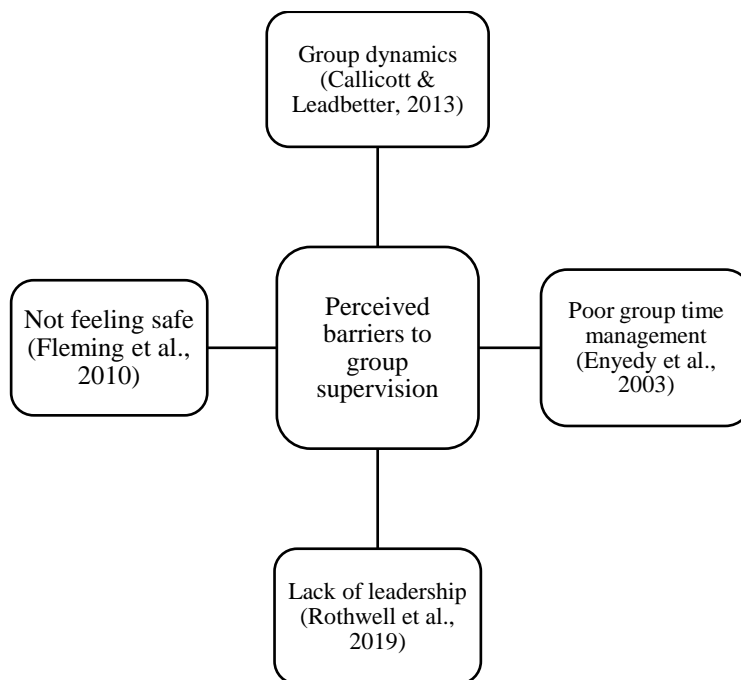 Group dynamics
(Callicott &
Leadbetter, 2013)
Not feeling safe
(Fleming et al.,
2010)
Perceived
barriers to
group
supervision
Poor group time
management
(Enyedy et al.,
2003)
Lack of leadership
(Rothwell et al.,
2019)